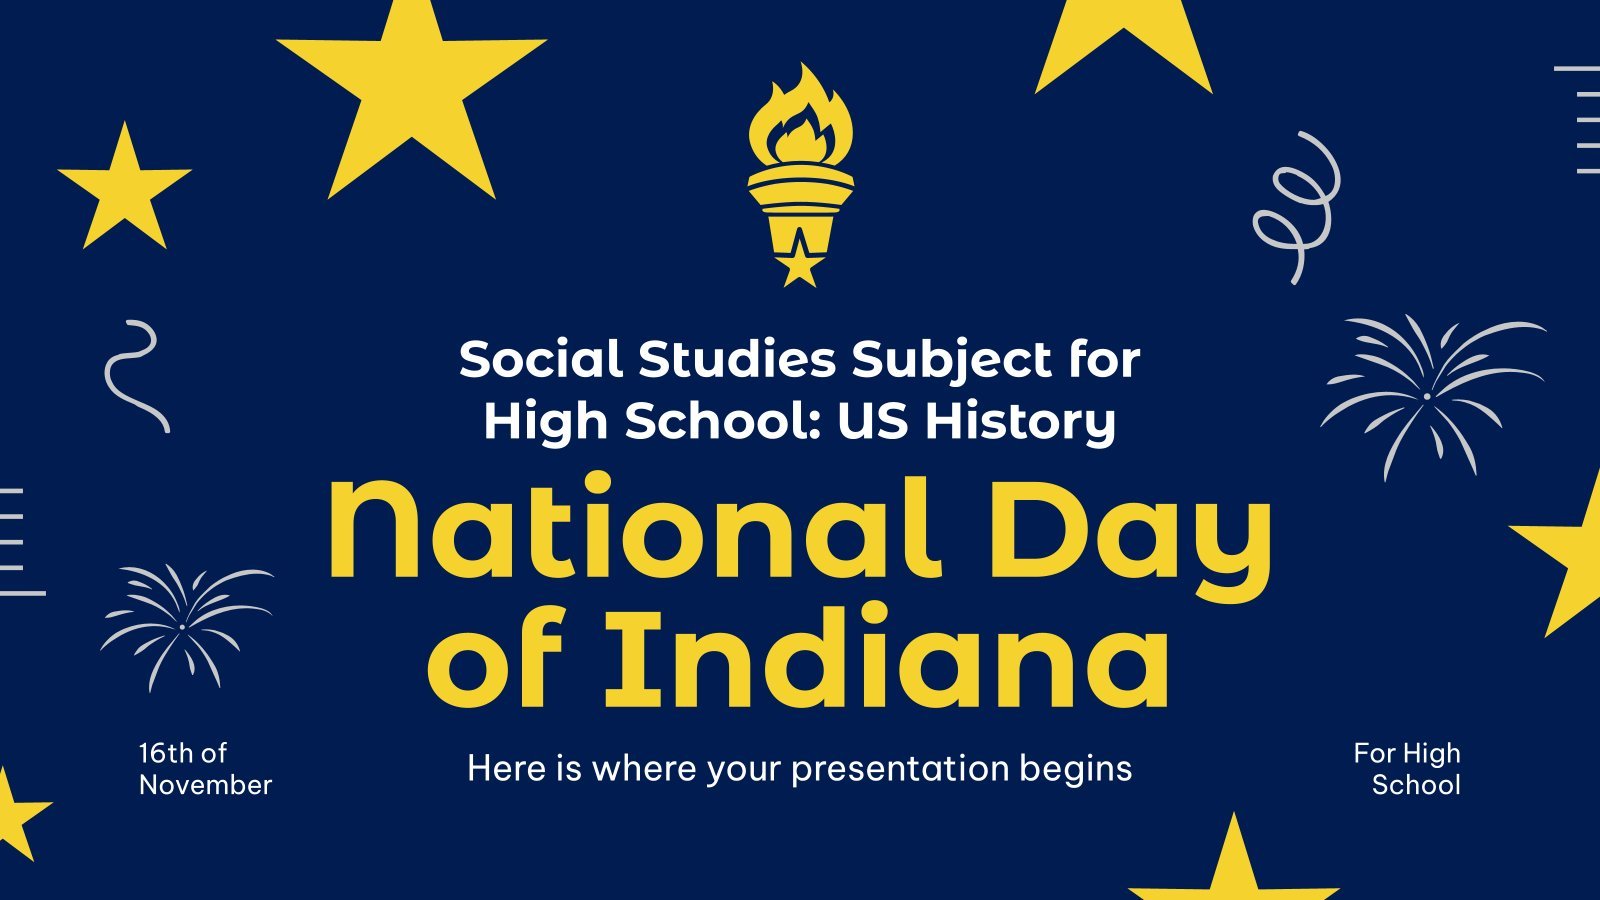 Social Studies Subject for
High School: US History
National Day
of Indiana
16th of
November
Here is where your presentation begins
For High
School